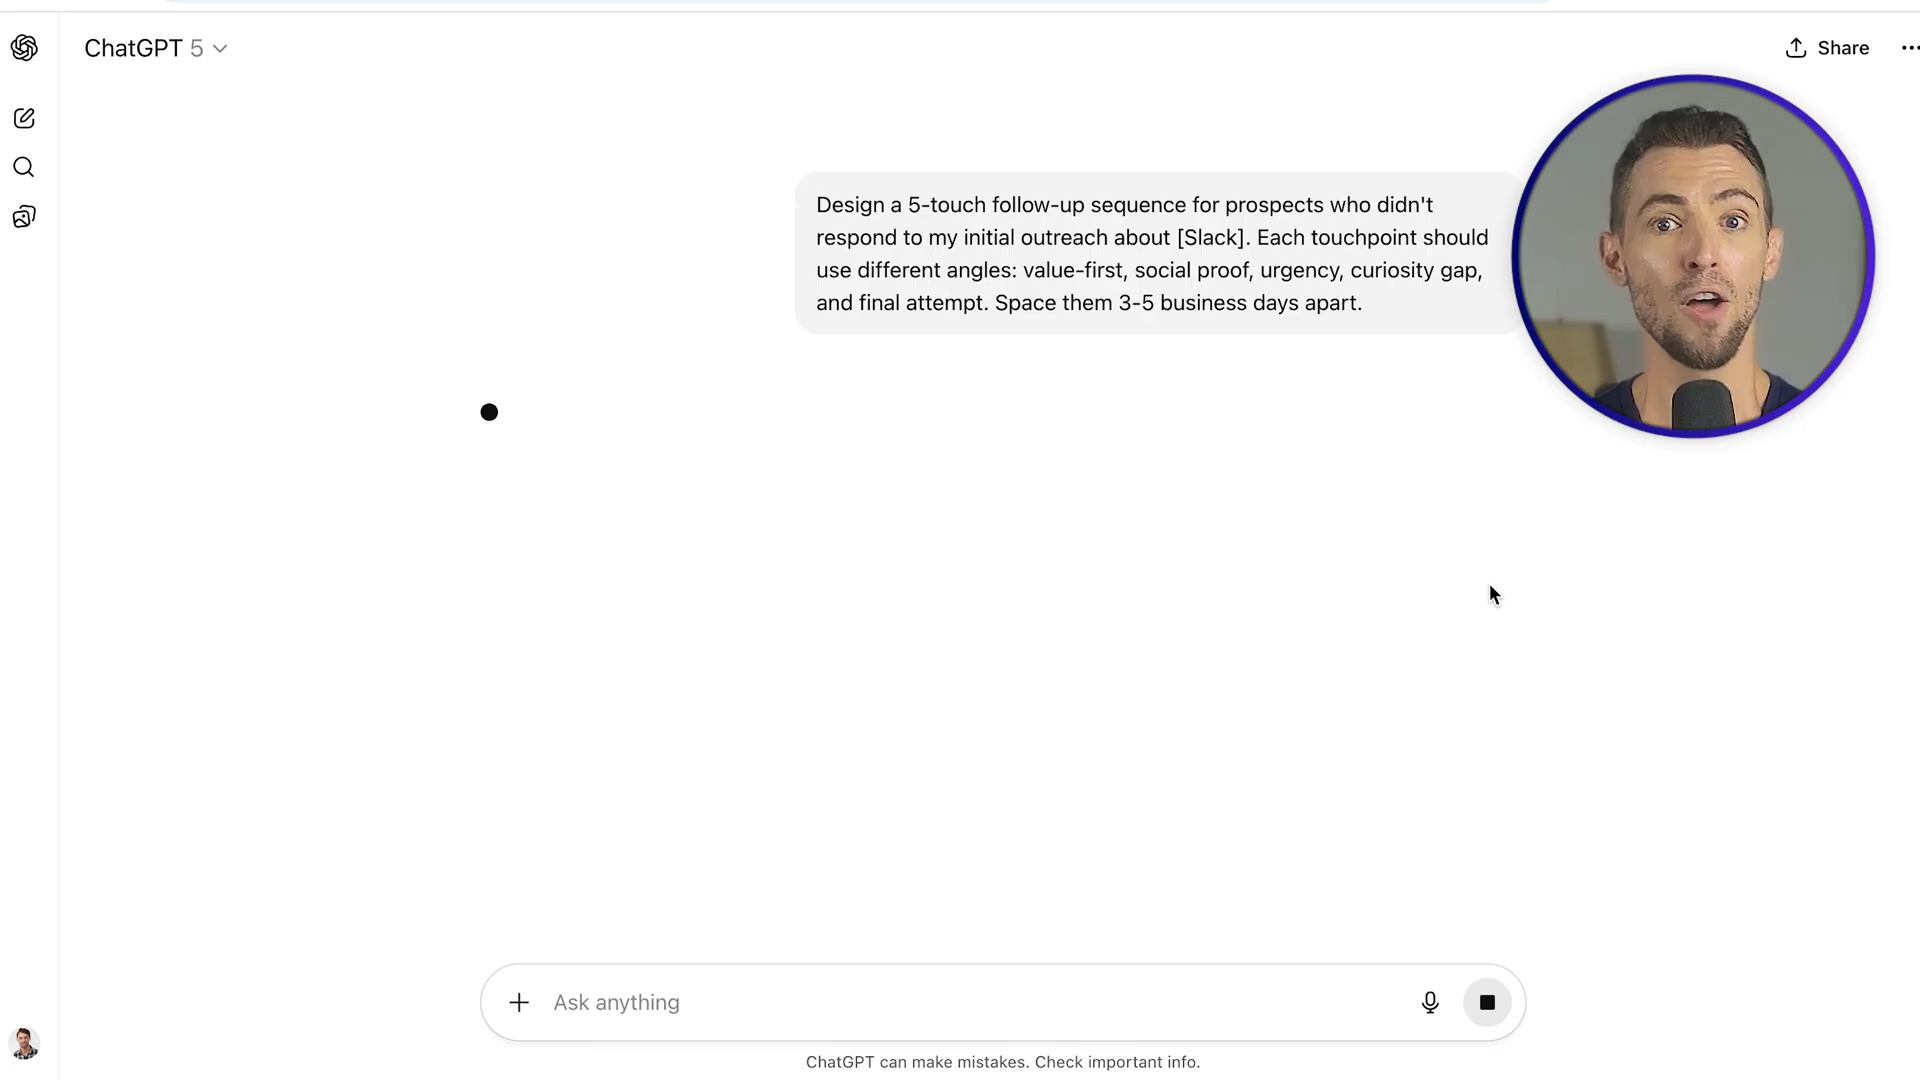 ChatGPT 5
Share
Design a 5-touch follow-up sequence for prospects who didn't
respond to my initial outreach about [Slack]. Each touchpoint should
use different angles: value-first, social proof, urgency, curiosity gap,
and final attempt. Space them 3-5 business days apart.
Ask anything
ChatGPT can make mistakes. Check important info.